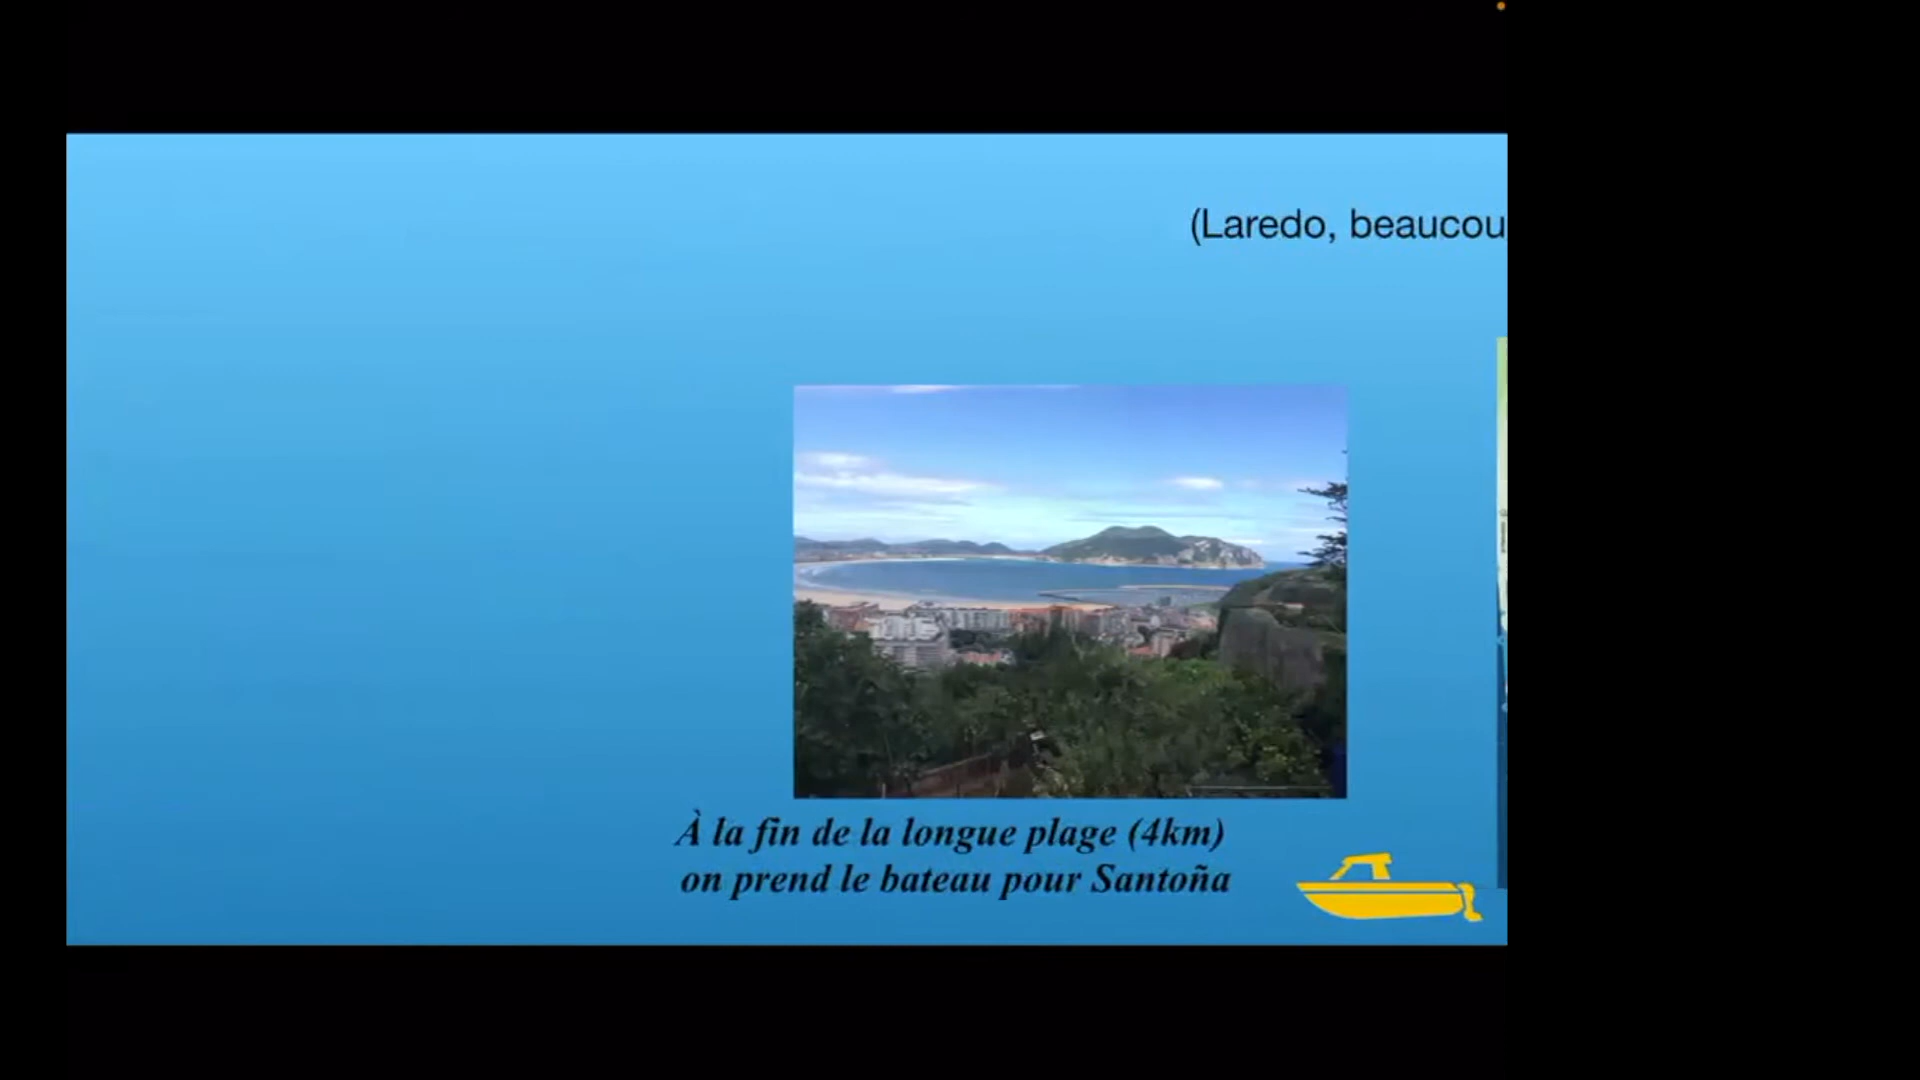 (Laredo, beaucou
À la fin de la longue plage (4km)
on prend le bateau pour Santoña